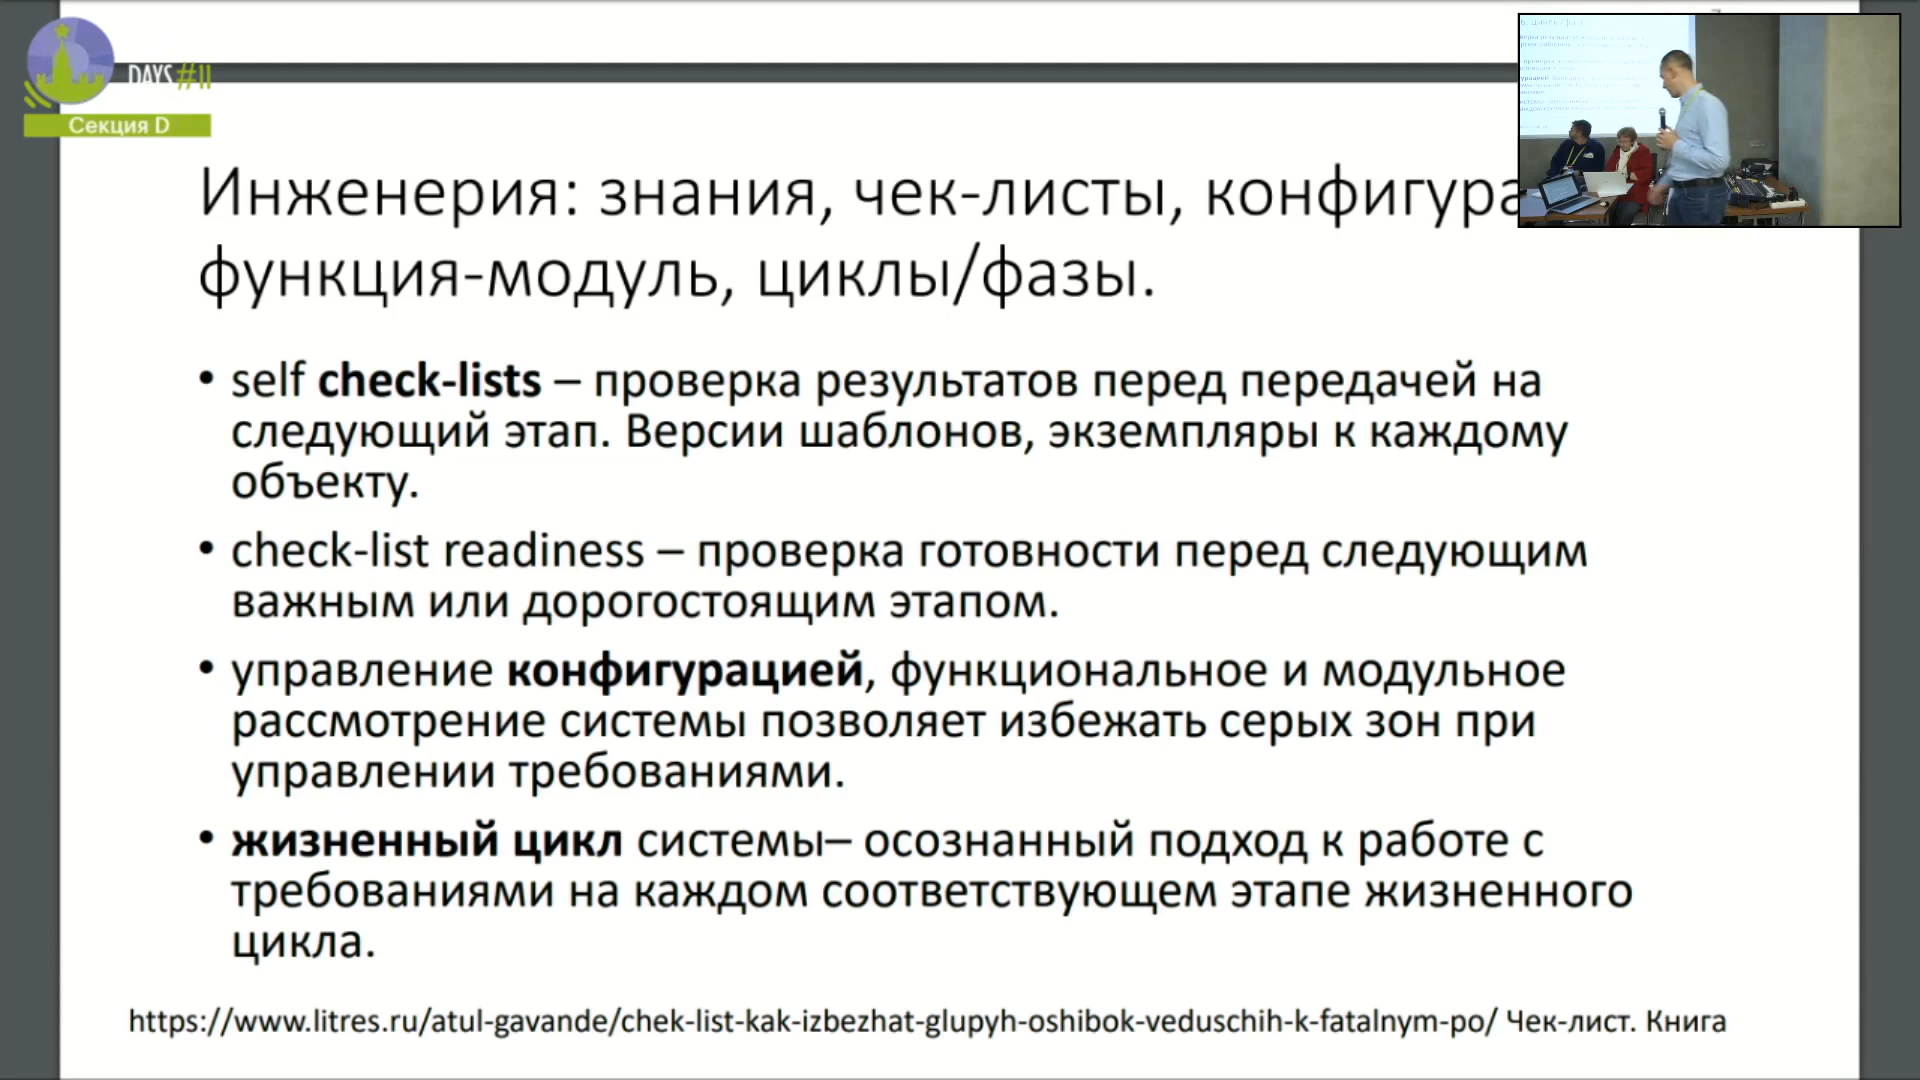 DAYS #11
Секция D
Инженерия: знания, чек-листы, конфигура
функция-модуль, циклы/фазы.
• self check-lists – проверка результатов перед передачей на
следующий этап. Версии шаблонов, экземпляры к каждому
объекту.
• check-list readiness – проверка готовности перед следующим
важным или дорогостоящим этапом.
• управление конфигурацией, функциональное и модульное
рассмотрение системы позволяет избежать серых зон при
управлении требованиями.
• жизненный цикл системы– осознанный подход к работе с
требованиями на каждом соответствующем этапе жизненного
цикла.
https://www.litres.ru/atul-gavande/chek-list-kak-izbezhat-glupyh-oshibok-veduschih-k-fatalnym-po/ Чек-лист. Книга